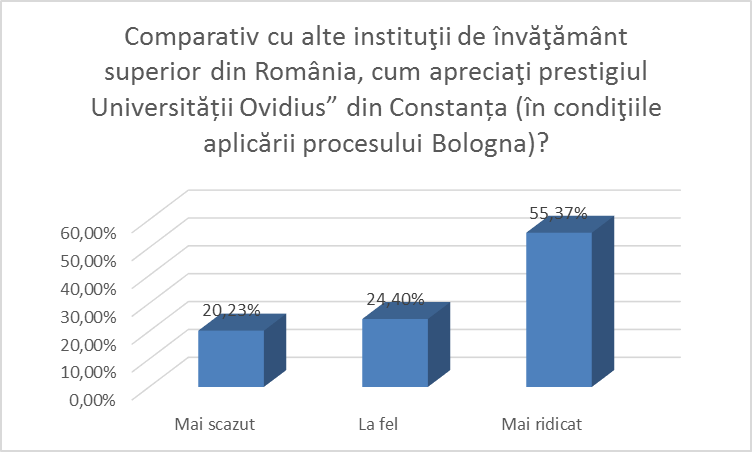 Comparativ cu alte instituţii de învăţământ
superior din România, cum apreciaţi prestigiul
Universității Ovidius” din Constanța (în condiţiile
aplicării procesului Bologna)?
60,00%
50,00%
40,00%
30,00%
20,00%
10,00%
0,00%
20,23%
24,40%
55,37%
Mai scazut
La fel
Mai ridicat